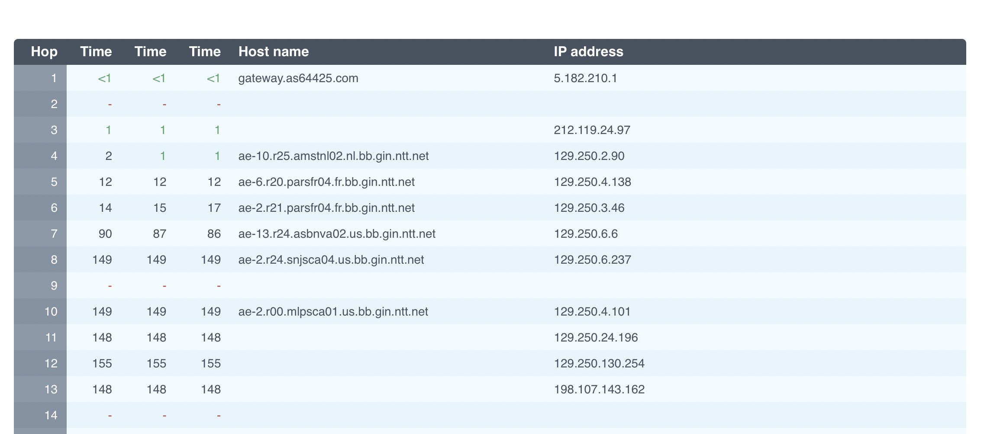 Hop Time Time Time Host name IP address
1 <1 <1 <1 gateway.as64425.com 5.182.210.1
2 - - -
3 1 1 1 212.119.24.97
4 2 1 1 ae-10.r25.amstnl02.nl.bb.gin.ntt.net 129.250.2.90
5 12 12 12 ae-6.r20.parsfr04.fr.bb.gin.ntt.net 129.250.4.138
6 14 15 17 ae-2.r21.parsfr04.fr.bb.gin.ntt.net 129.250.3.46
7 90 87 86 ae-13.r24.asbnva02.us.bb.gin.ntt.net 129.250.6.6
8 149 149 149 ae-2.r24.snjsca04.us.bb.gin.ntt.net 129.250.6.237
9 - - -
10 149 149 149 ae-2.r00.mlpsca01.us.bb.gin.ntt.net 129.250.4.101
11 148 148 148 129.250.24.196
12 155 155 155 129.250.130.254
13 148 148 148 198.107.143.162
14 - - -